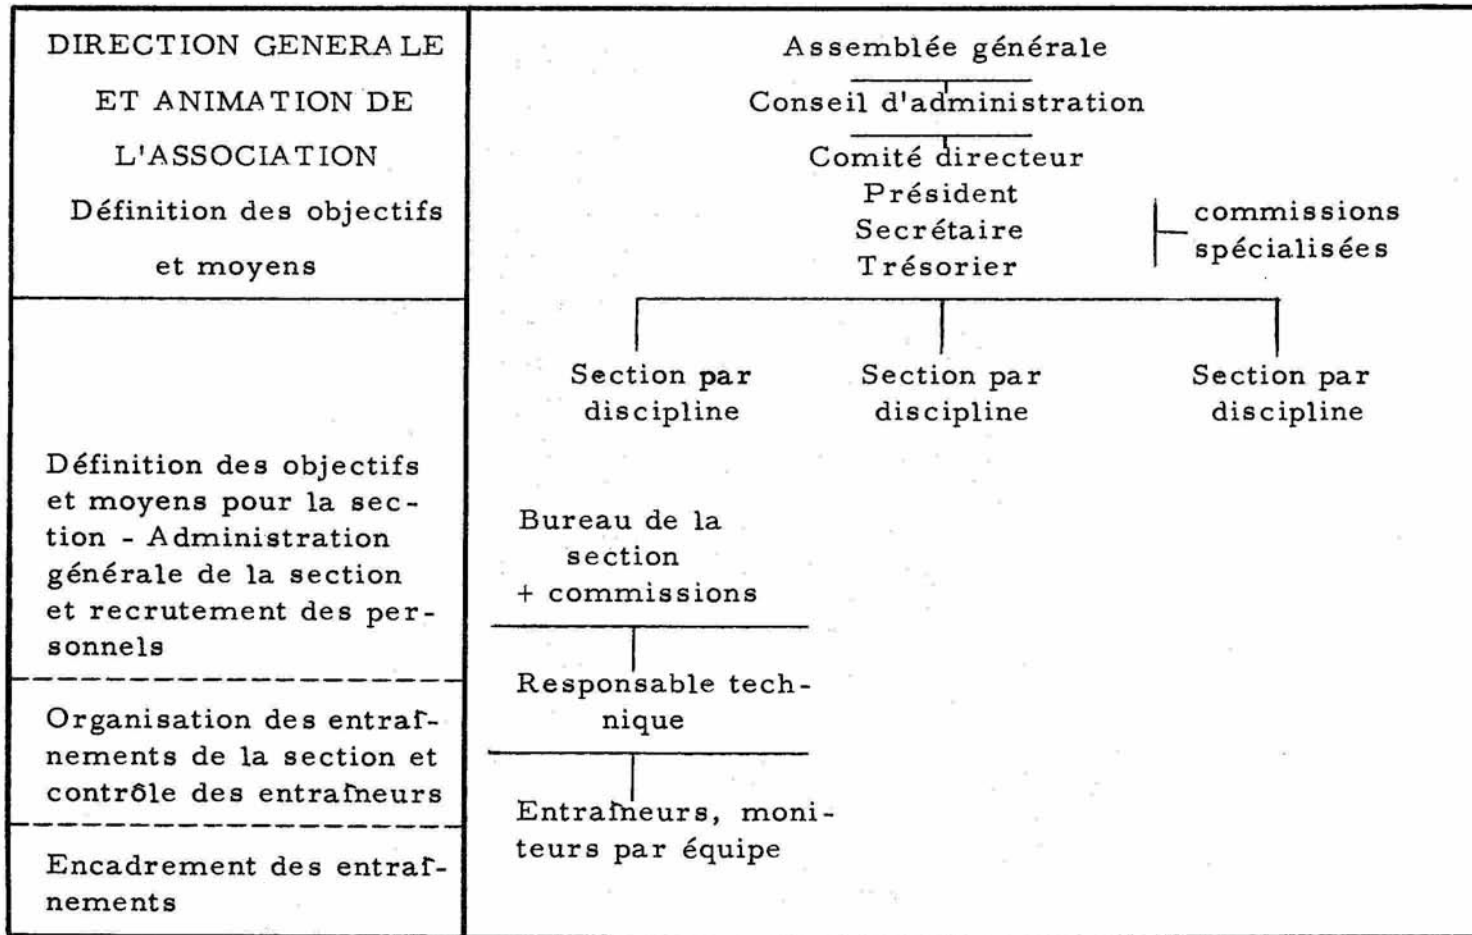 DIRECTION GENERALE
ET ANIMATION DE
L'ASSOCIATION
Définition des objectifs
et moyens
Assemblée générale
Conseil d'administration
Comité directeur
Président
Secrétaire
Trésorier
commissions
spécialisées
Section par
discipline
Section par
discipline
Section par
discipline
Définition des objectifs
et moyens pour la sec-
tion - Administration
générale de la section
et recrutement des per-
sonnels
Bureau de la
section
+ commissions
Organisation des entraî-
nements de la section et
contrôle des entraîneurs
Responsable tech-
nique
Encadrement des entraî-
nements
Entraîneurs, moni-
teurs par équipe